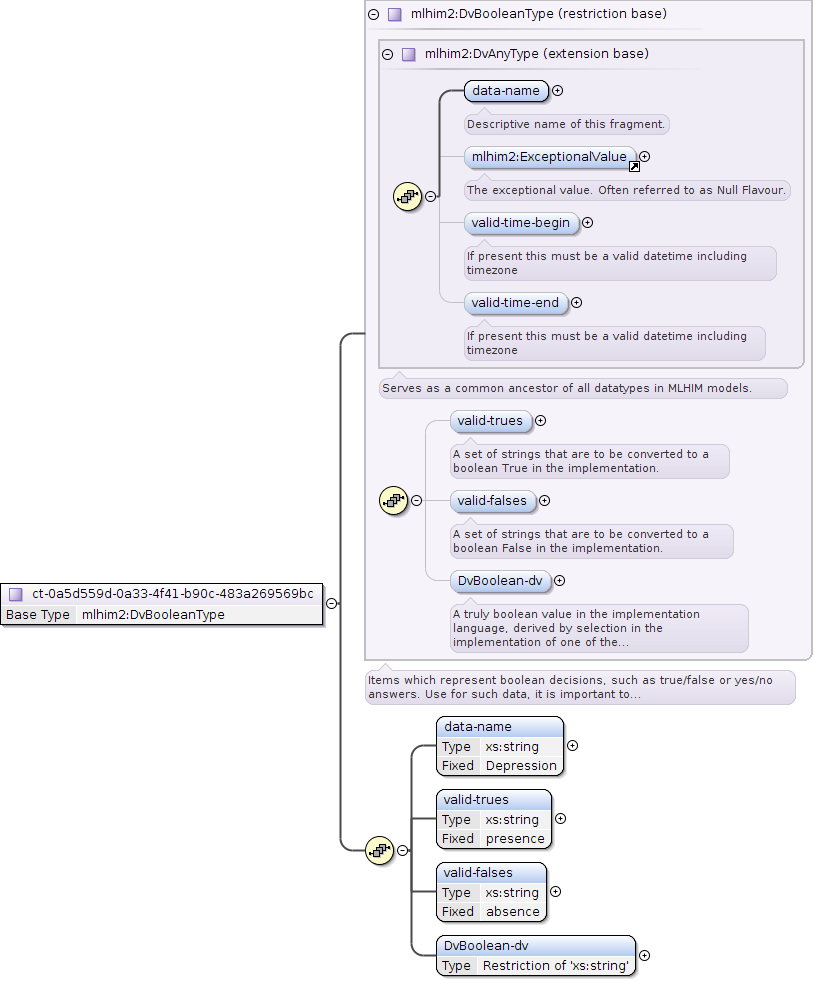 mlhim2:DvBooleanType (restriction base)
mlhim2:DvAnyType (extension base)
data-name
Descriptive name of this fragment.
mlhim2:ExceptionalValue
The exceptional value. Often referred to as Null Flavour.
valid-time-begin
If present this must be a valid datetime including
timezone
valid-time-end
If present this must be a valid datetime including
timezone
Serves as a common ancestor of all datatypes in MLHIM models.
valid-trues
A set of strings that are to be converted to a
boolean True in the implementation.
valid-falses
A set of strings that are to be converted to a
boolean False in the implementation.
DvBoolean-dv
A truly boolean value in the implementation
language, derived by selection in the
implementation of one of the...
ct-0a5d559d-0a33-4f41-b90c-483a269569bc
Base Type mlhim2:DvBooleanType
Items which represent boolean decisions, such as true/false or yes/no
answers. Use for such data, it is important to...
data-name
Type xs:string
Fixed Depression
valid-trues
Type xs:string
Fixed presence
valid-falses
Type xs:string
Fixed absence
DvBoolean-dv
Type Restriction of 'xs:string'